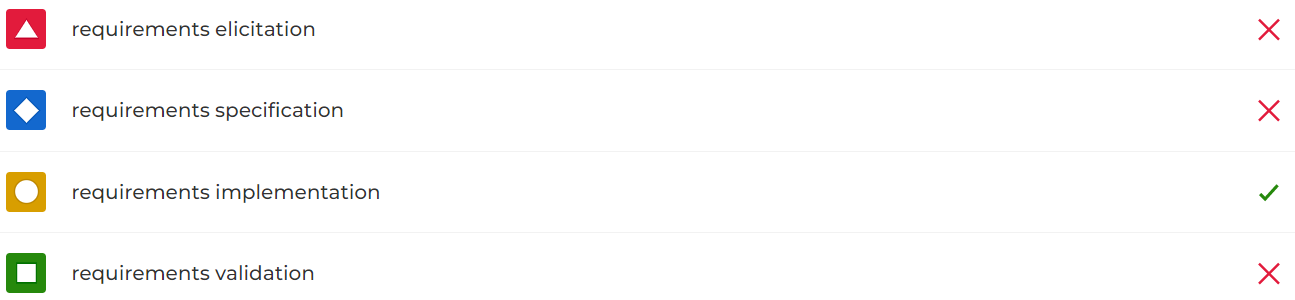 requirements elicitation
requirements specification
requirements implementation
requirements validation